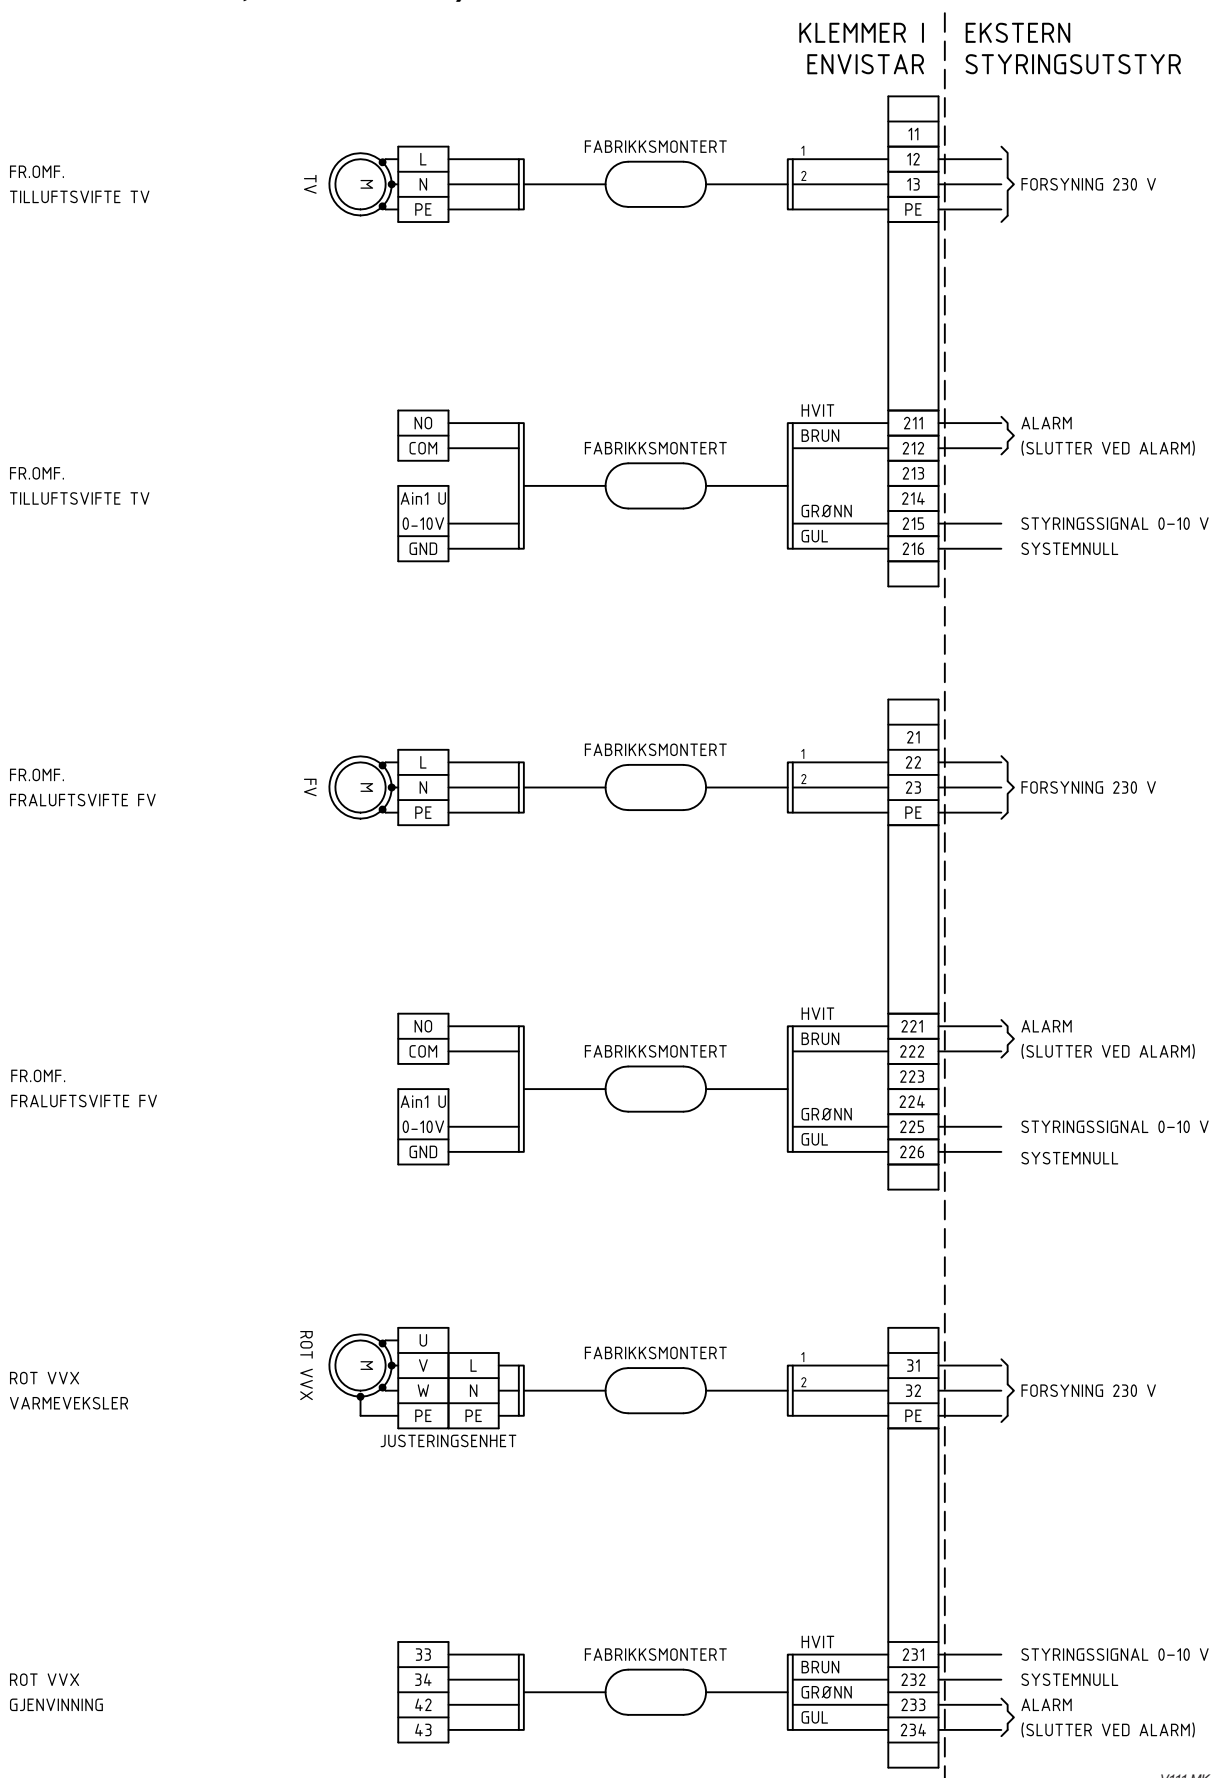 KLEMMER I
ENVISTAR
EKSTERN
STYRINGSUTSTYR
FR.OMF.
TILLUFTSVIFTE TV
TV
M
L
N
PE
FABRIKKSMONTERT
1
2
11
12
13
PE
FORSYNING 230 V
FR.OMF.
TILLUFTSVIFTE TV
NO
COM
Ain1 U
0-10V
GND
FABRIKKSMONTERT
HVIT
BRUN
GRØNN
GUL
211
212
213
214
215
216
ALARM
(SLUTTER VED ALARM)
STYRINGSSIGNAL 0-10 V
SYSTEMNULL
FR.OMF.
FRALUFTSVIFTE FV
FV
M
L
N
PE
FABRIKKSMONTERT
1
2
21
22
23
PE
FORSYNING 230 V
FR.OMF.
FRALUFTSVIFTE FV
NO
COM
Ain1 U
0-10V
GND
FABRIKKSMONTERT
HVIT
BRUN
GRØNN
GUL
221
222
223
224
225
226
ALARM
(SLUTTER VED ALARM)
STYRINGSSIGNAL 0-10 V
SYSTEMNULL
ROT VVX
VARMEVEKSLER
ROT VVX
M
U
V L
W N
PE PE
JUSTERINGSENHET
FABRIKKSMONTERT
1
2
31
32
PE
FORSYNING 230 V
ROT VVX
GJENVINNING
33
34
42
43
FABRIKKSMONTERT
HVIT
BRUN
GRØNN
GUL
231
232
233
234
STYRINGSSIGNAL 0-10 V
SYSTEMNULL
ALARM
(SLUTTER VED ALARM)